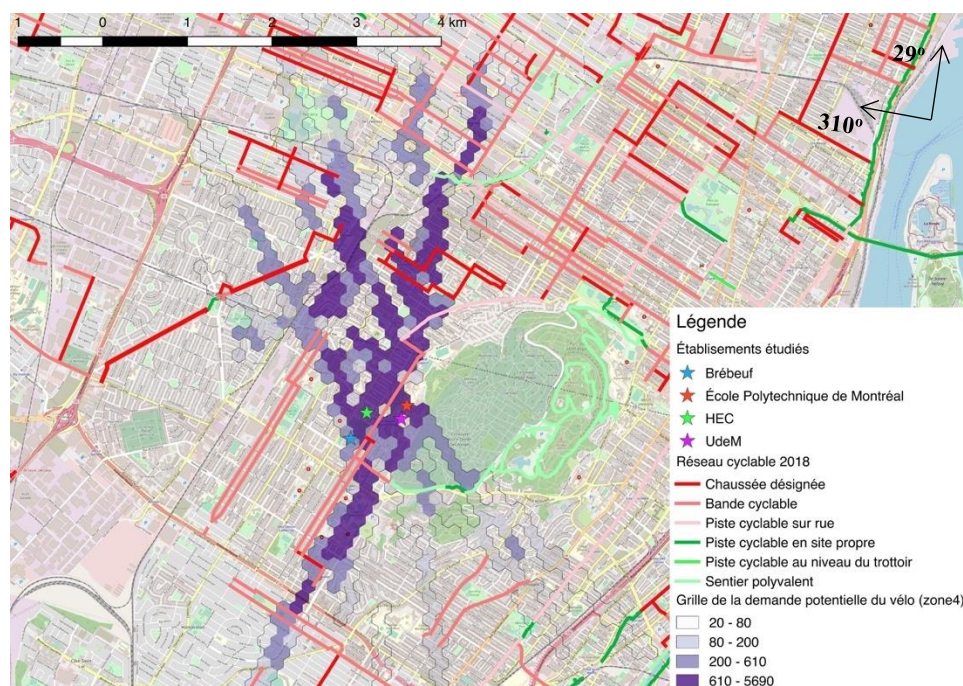 1 0 1 2 3 4 km
29º
310º
Légende
Établissements étudiés
Brébeuf
École Polytechnique de Montréal
HEC
UdeM
Réseau cyclable 2018
Chaussée désignée
Bande cyclable
Piste cyclable sur rue
Piste cyclable en site propre
Piste cyclable au niveau du trottoir
Sentier polyvalent
Grille de la demande potentielle du vélo (zone4)
20 - 80
80 - 200
200 - 610
610 - 5690